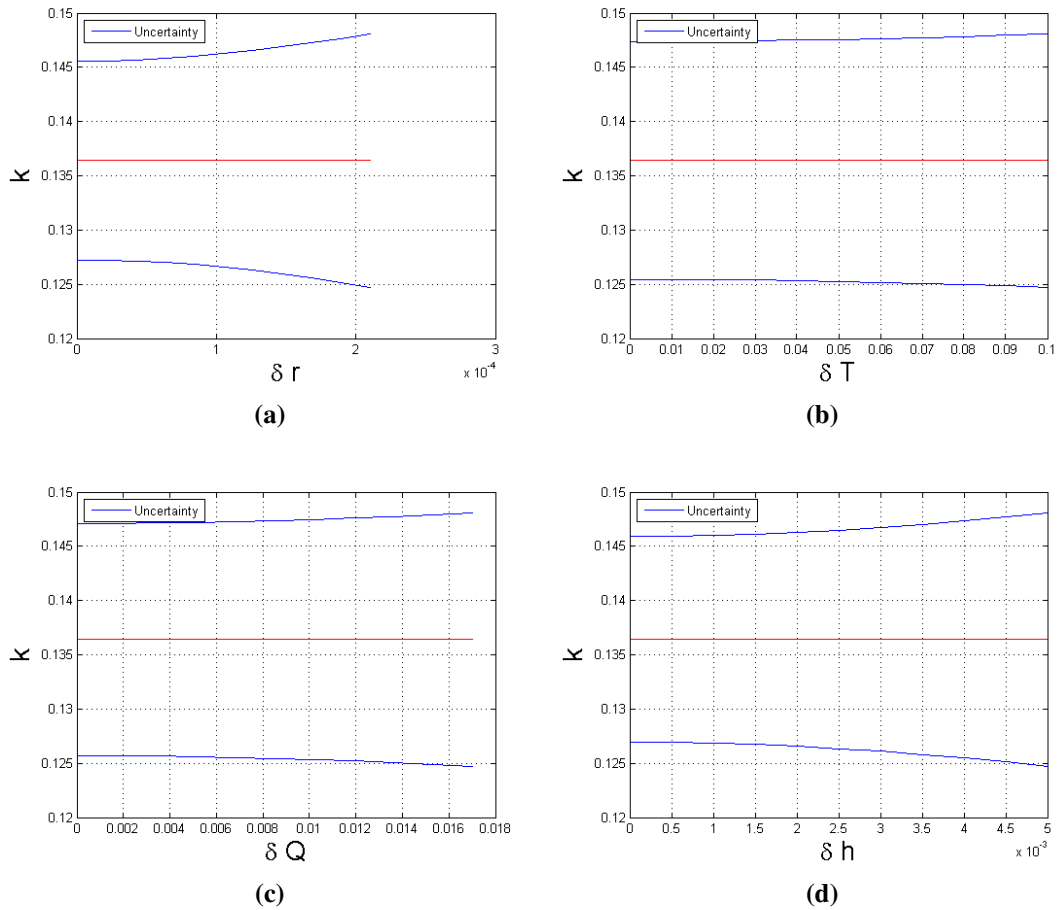 0.15
0.145
0.14
0.135
0.13
0.125
0.12
k
Uncertainty
0 1 2 3
x 10⁻⁴
δ r
(a)
0.15
0.145
0.14
0.135
0.13
0.125
0.12
k
Uncertainty
0 0.01 0.02 0.03 0.04 0.05 0.06 0.07 0.08 0.09 0.1
δ T
(b)
0.15
0.145
0.14
0.135
0.13
0.125
0.12
k
Uncertainty
0 0.002 0.004 0.006 0.008 0.01 0.012 0.014 0.016 0.018
δ Q
(c)
0.15
0.145
0.14
0.135
0.13
0.125
0.12
k
Uncertainty
0 0.5 1 1.5 2 2.5 3 3.5 4 4.5 5
x 10⁻³
δ h
(d)